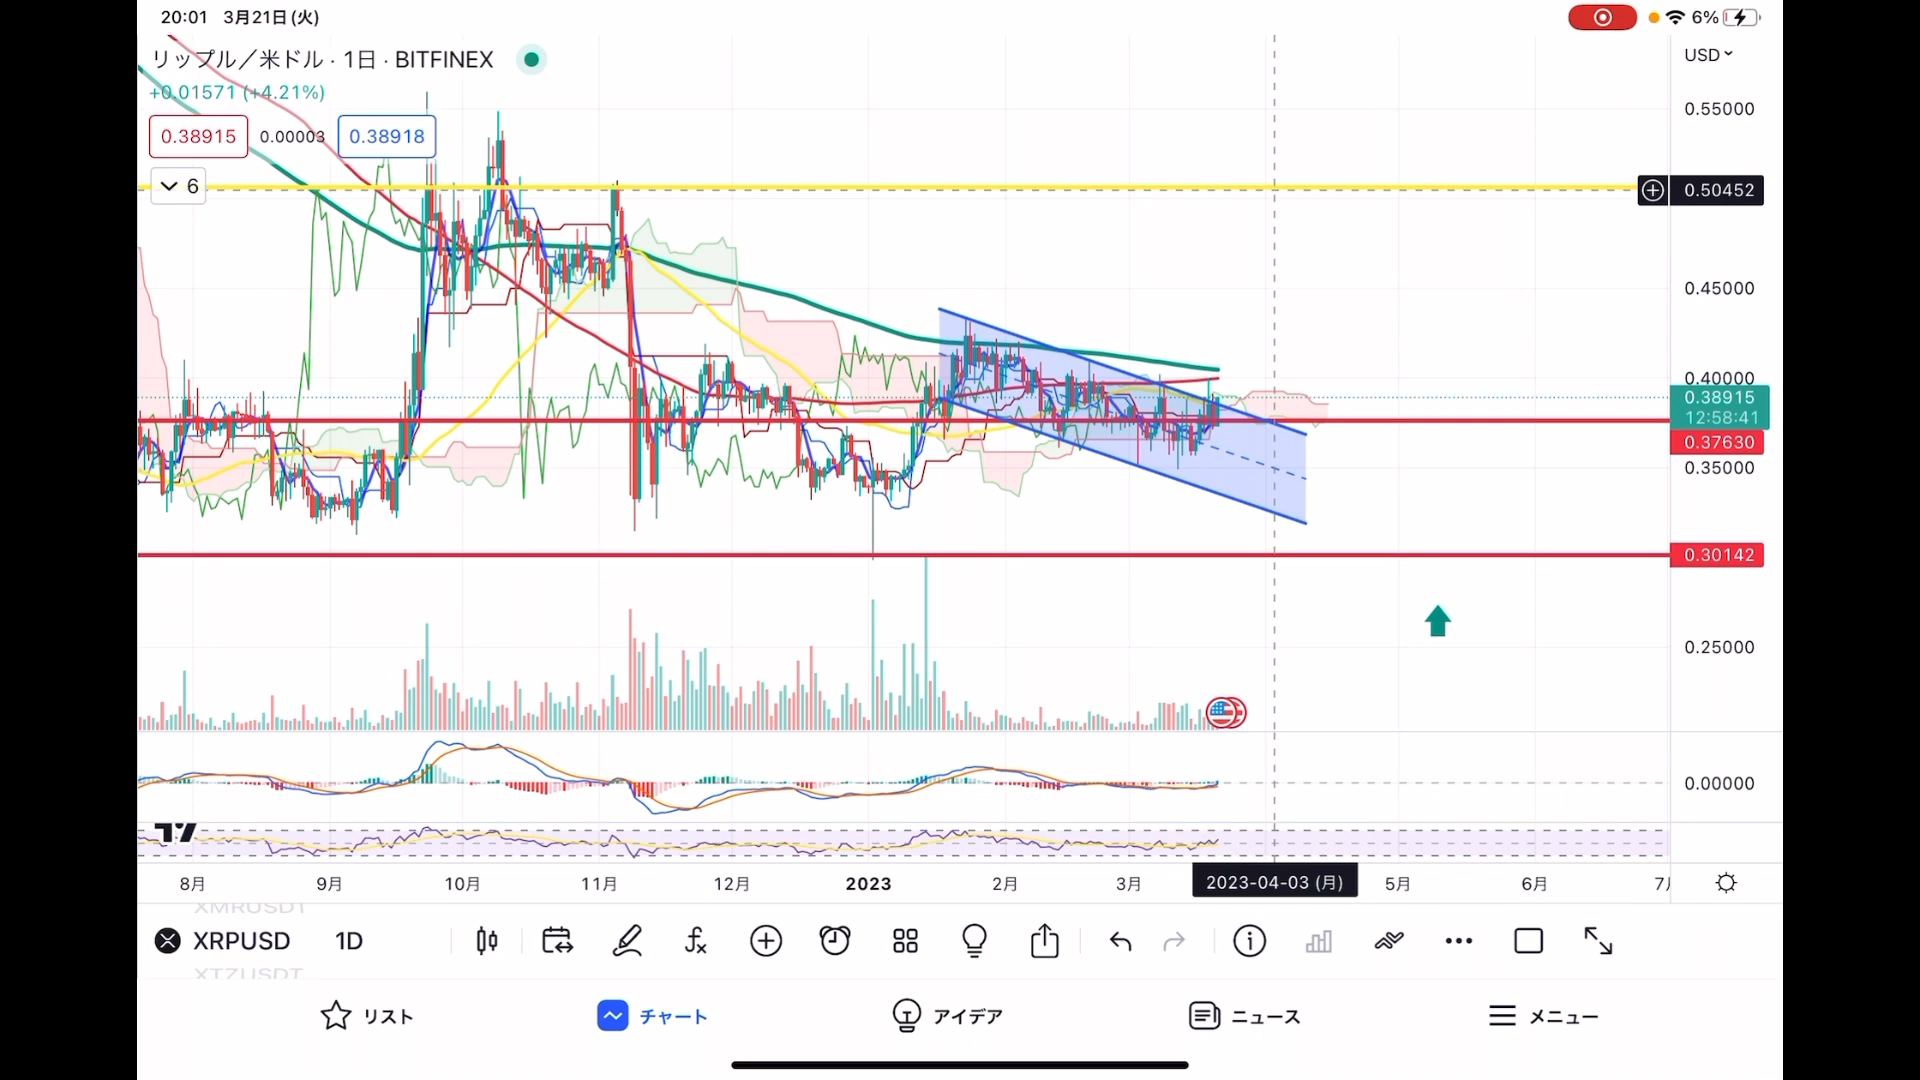 20:01 3月21日(火)
6%
リップル／米ドル · 1日 · BITFINEX
USD
+0.01571 (+4.21%)
0.55000
0.38915 0.00003 0.38918
6
0.50452
0.45000
0.40000
0.38915
12:58:41
0.37630
0.35000
0.30142
0.25000
0.00000
8月 9月 10月 11月 12月 2023 2月 3月 2023-04-03 (月) 5月 6月 7月
XMRUSDT
XRPUSD 1D
XTZUSDT
リスト チャート アイデア ニュース メニュー